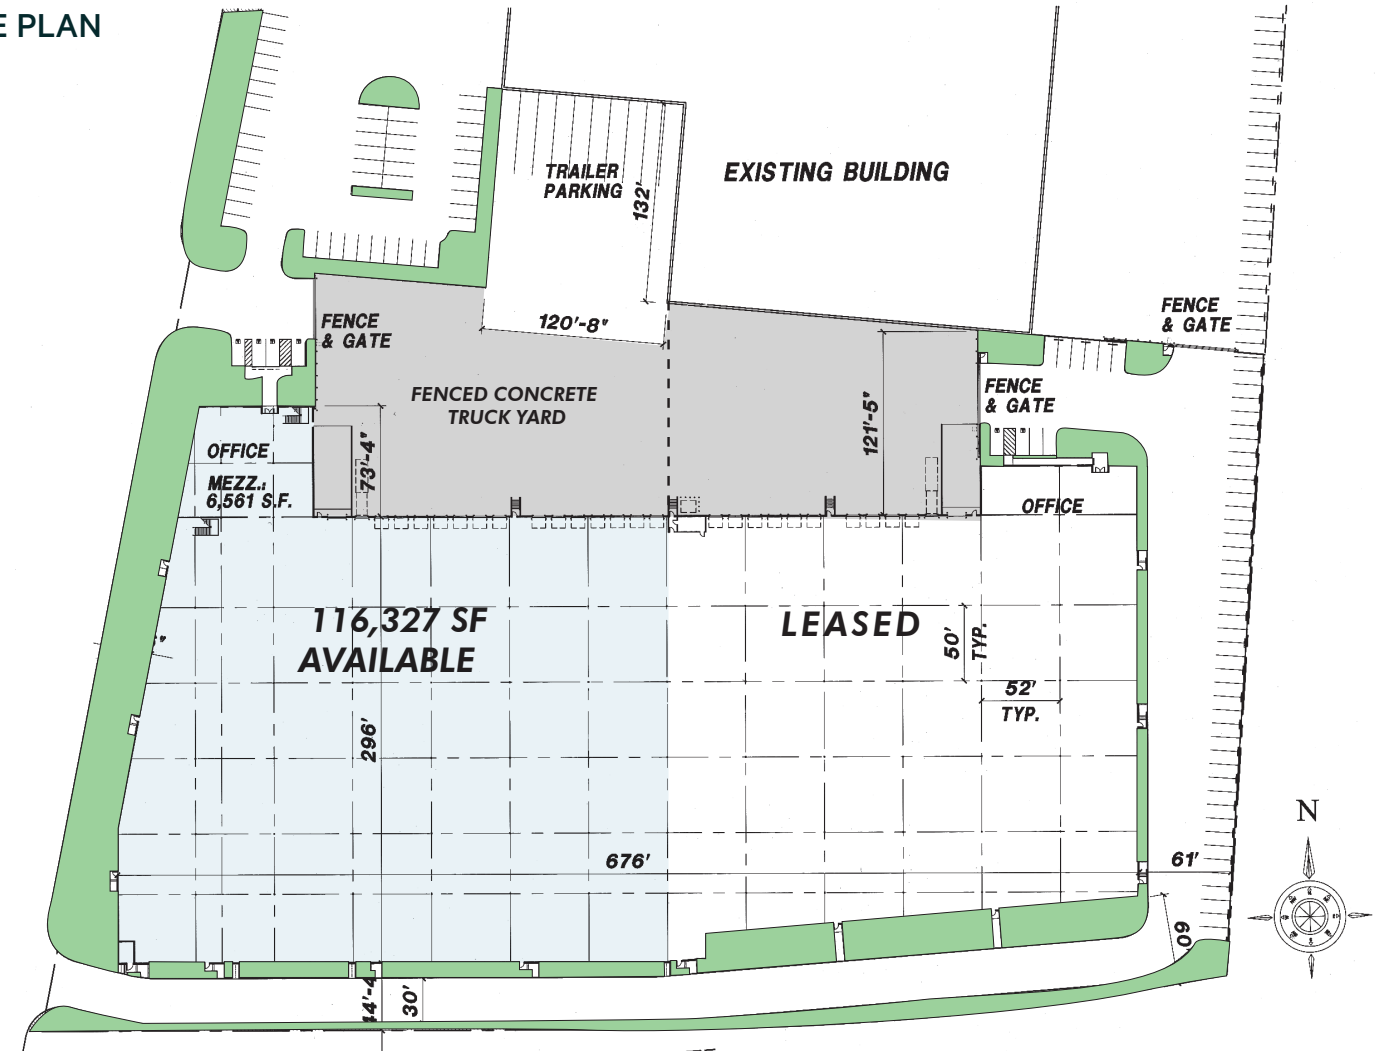 E PLAN
TRAILER
PARKING
132'
EXISTING BUILDING
FENCE
& GATE
120'-8"
FENCE
& GATE
FENCED CONCRETE
TRUCK YARD
121'-5"
FENCE
& GATE
73'-4"
OFFICE
MEZZ.:
6,561 S.F.
OFFICE
116,327 SF
AVAILABLE
LEASED
50'
TYP.
52'
TYP.
296'
676'
61'
N
60
44'-4
30'